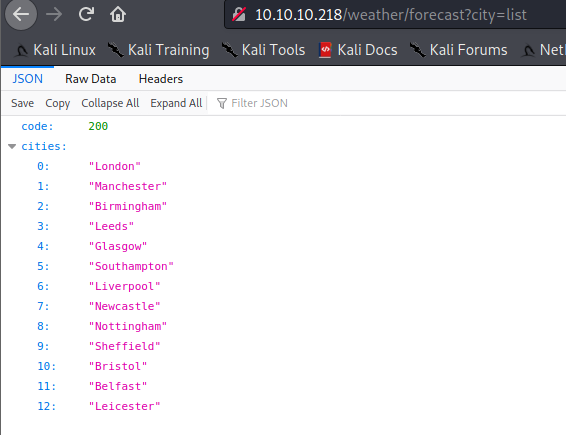 10.10.10.218/weather/forecast?city=list
Kali Linux Kali Training Kali Tools Kali Docs Kali Forums Net
JSON Raw Data Headers
Save Copy Collapse All Expand All Filter JSON
code: 200
cities:
0: "London"
1: "Manchester"
2: "Birmingham"
3: "Leeds"
4: "Glasgow"
5: "Southampton"
6: "Liverpool"
7: "Newcastle"
8: "Nottingham"
9: "Sheffield"
10: "Bristol"
11: "Belfast"
12: "Leicester"